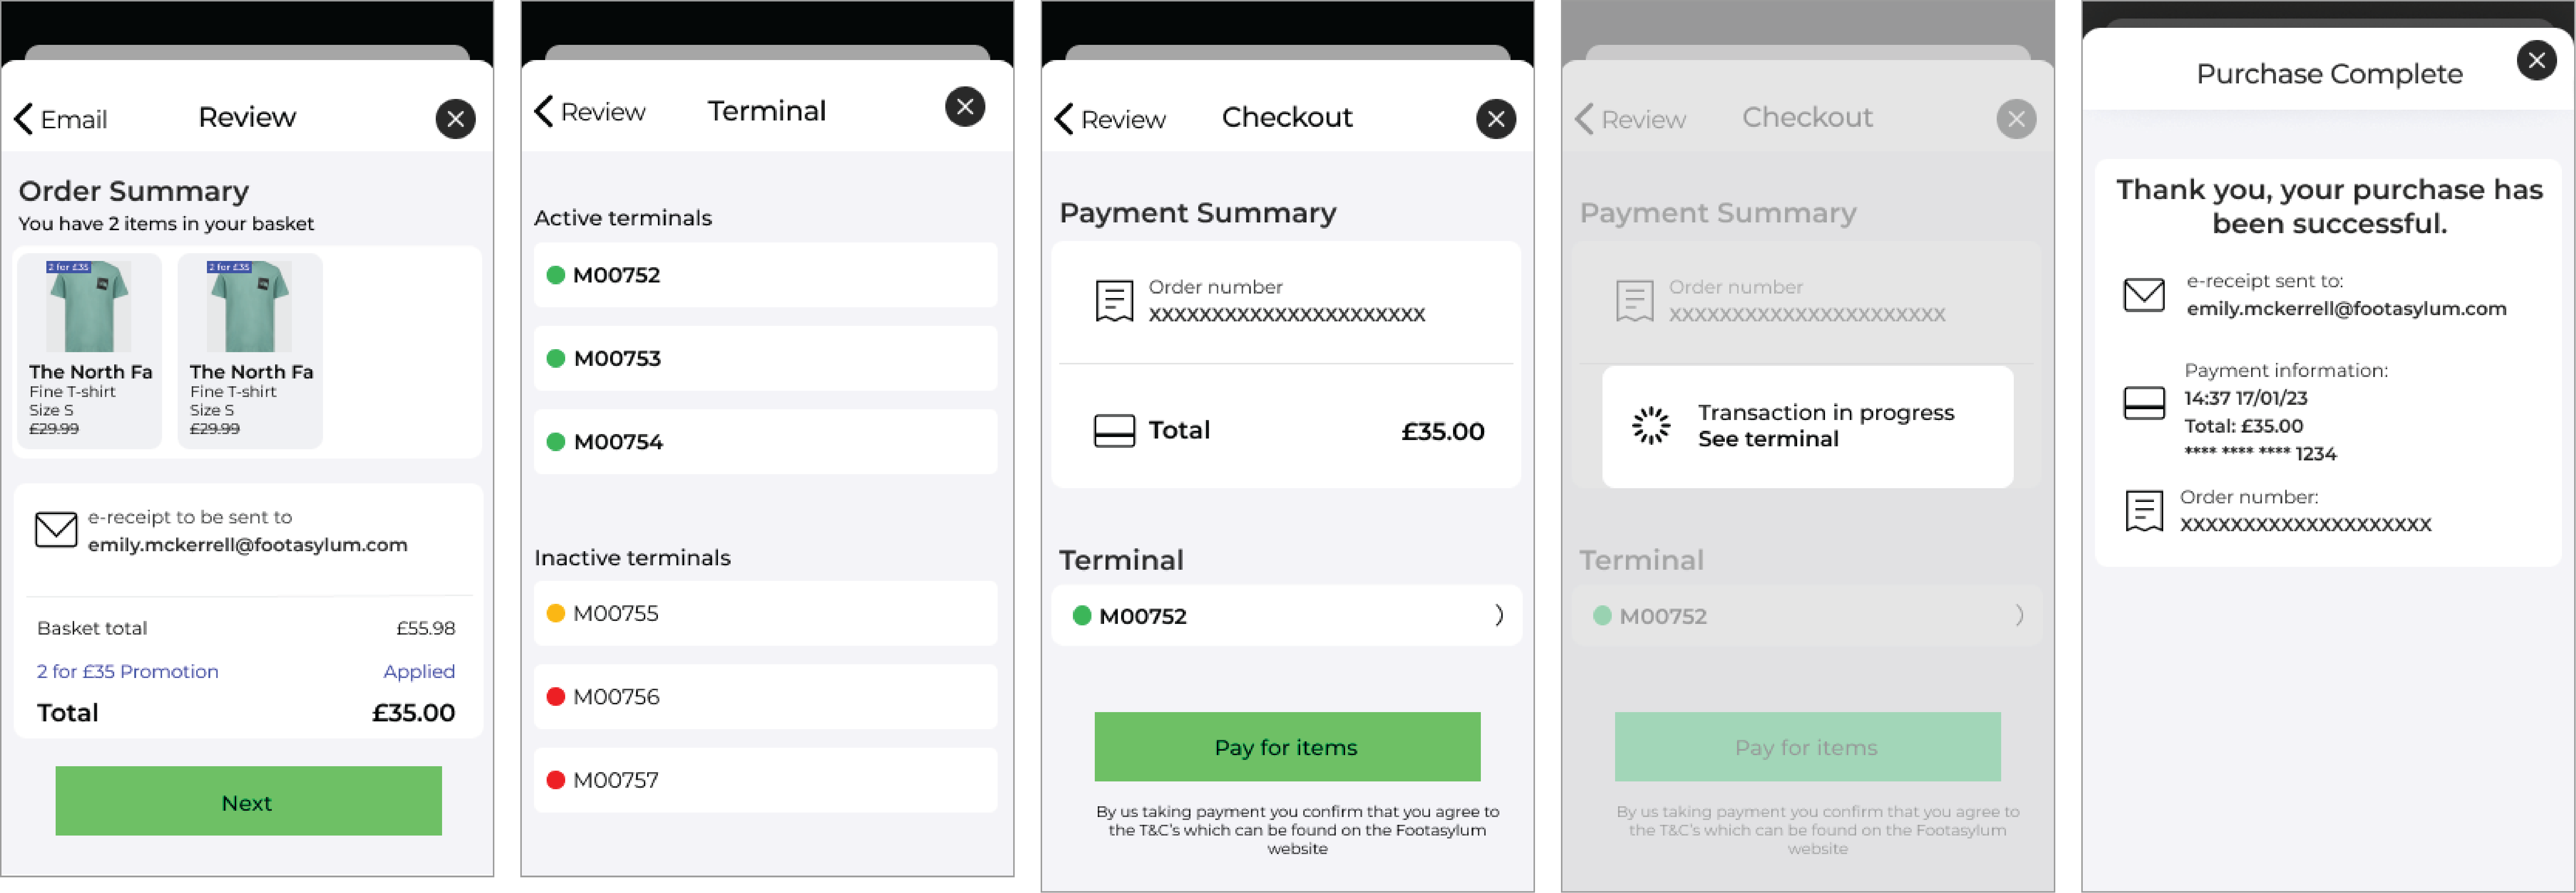 Email
Review
Order Summary
You have 2 items in your basket
2 for £35
The North Fa
Fine T-shirt
Size S
£29.99
2 for £35
The North Fa
Fine T-shirt
Size S
£29.99
e-receipt to be sent to
emily.mckerrell@footasylum.com
Basket total £55.98
2 for £35 Promotion Applied
Total £35.00
Next
Review
Terminal
Active terminals
M00752
M00753
M00754
Inactive terminals
M00755
M00756
M00757
Review
Checkout
Payment Summary
Order number
XXXXXXXXXXXXXXXXXXXXXX
Total £35.00
Terminal
M00752
Pay for items
By us taking payment you confirm that you agree to
the T&C's which can be found on the Footasylum
website
Review
Checkout
Payment Summary
Order number
XXXXXXXXXXXXXXXXXXXXXX
Transaction in progress
See terminal
Terminal
M00752
Pay for items
By us taking payment you confirm that you agree to
the T&C's which can be found on the Footasylum
website
Purchase Complete
Thank you, your purchase has
been successful.
e-receipt sent to:
emily.mckerrell@footasylum.com
Payment information:
14:37 17/01/23
Total: £35.00
**** **** **** 1234
Order number:
XXXXXXXXXXXXXXXXXXXX